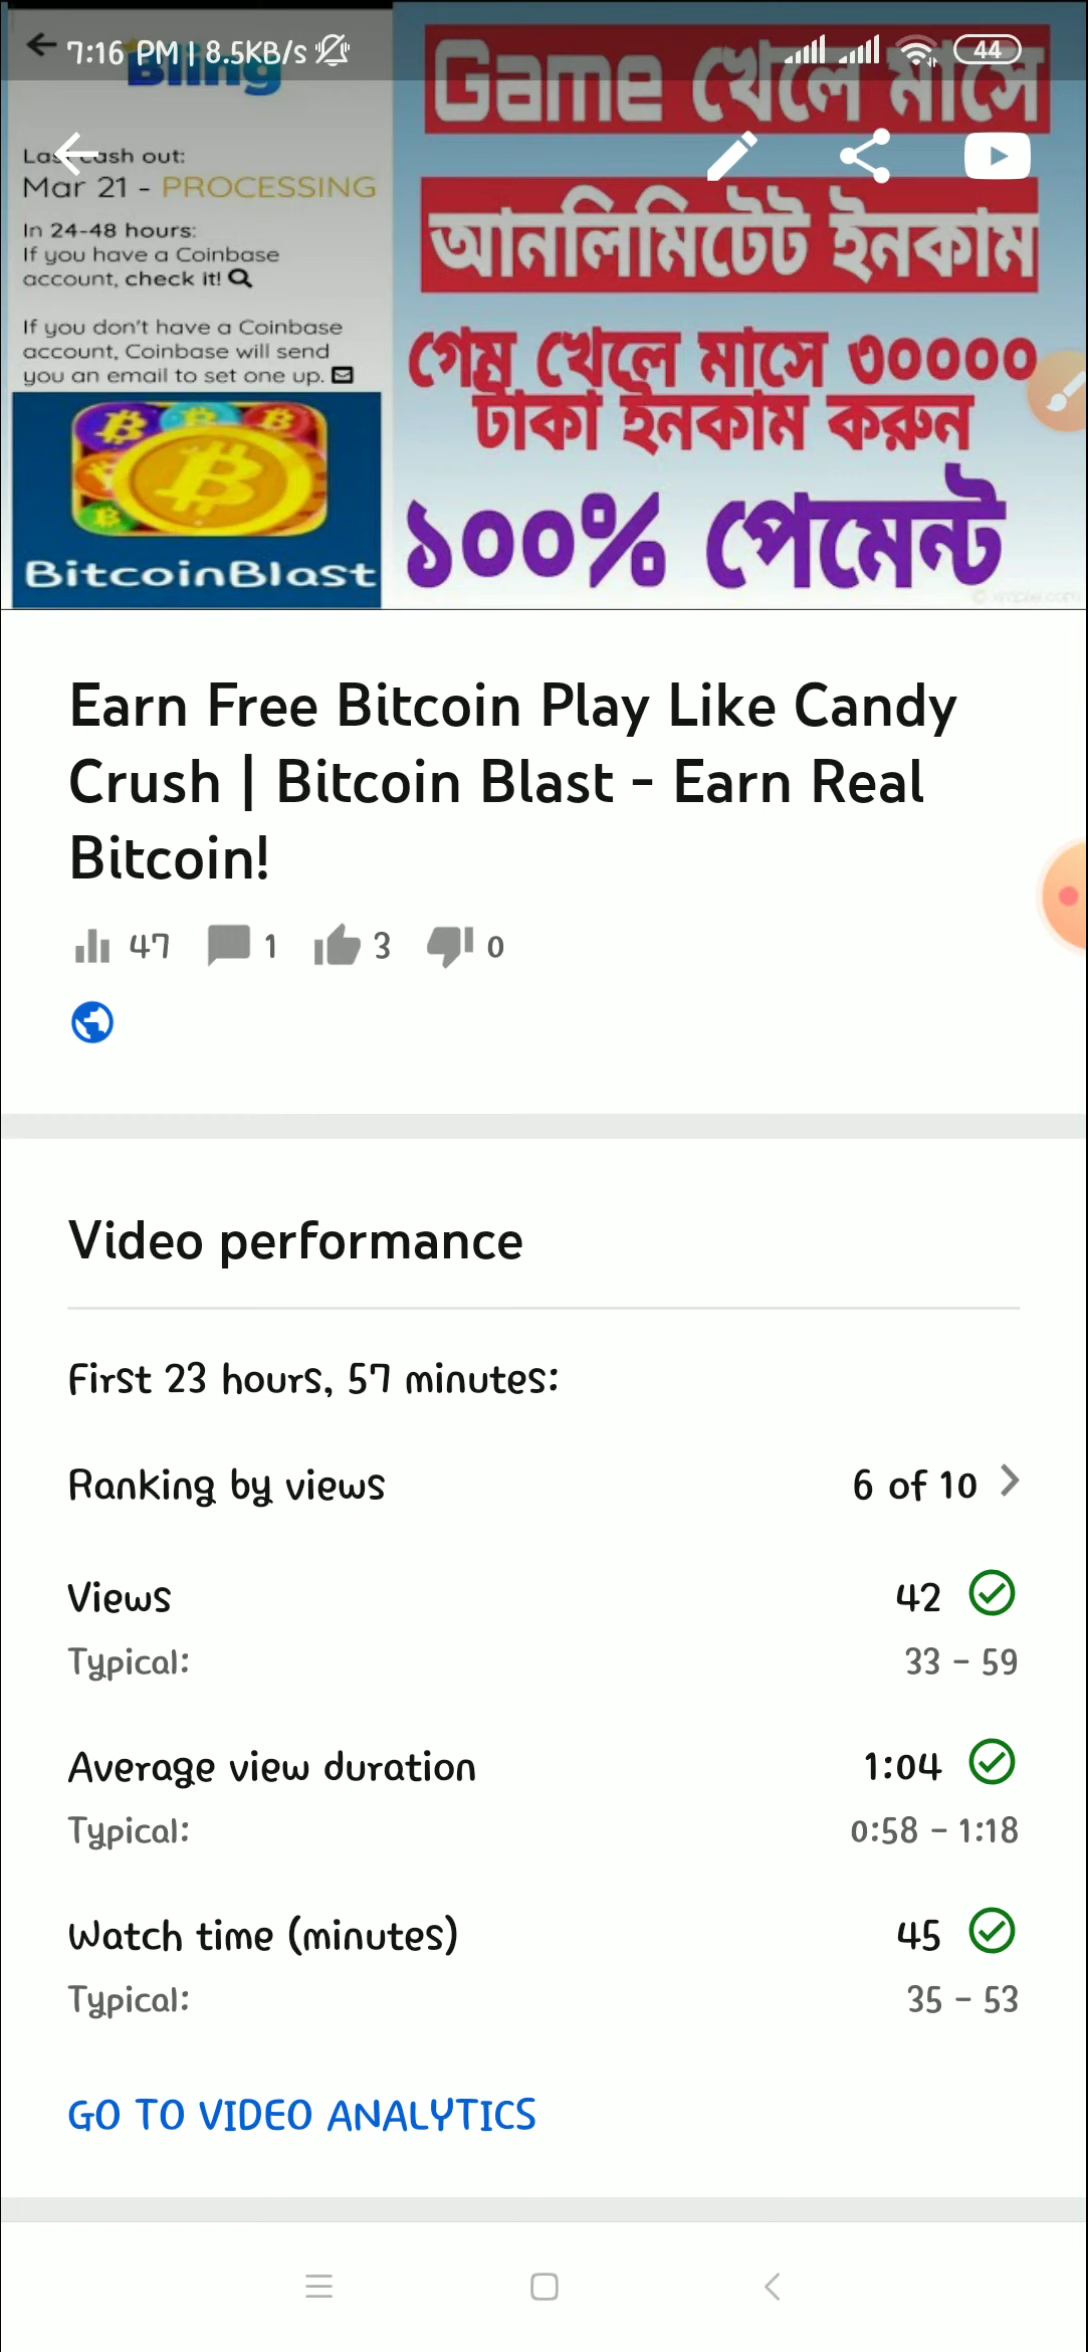 7:16 PM | 8.5KB/s
44
Bling
Game খেলে মাসে
আনলিমিটেট ইনকাম
গেম খেলে মাসে ৩০০০০
টাকা ইনকাম করুন
১০০% পেমেন্ট
Last cash out:
Mar 21 - PROCESSING
In 24-48 hours:
If you have a Coinbase
account, check it!
If you don't have a Coinbase
account, Coinbase will send
you an email to set one up.
BitcoinBlast
Earn Free Bitcoin Play Like Candy
Crush | Bitcoin Blast - Earn Real
Bitcoin!
47 1 3 0
Video performance
First 23 hours, 57 minutes:
Ranking by views 6 of 10
Views 42
Typical: 33 – 59
Average view duration 1:04
Typical: 0:58 – 1:18
Watch time (minutes) 45
Typical: 35 – 53
GO TO VIDEO ANALYTICS